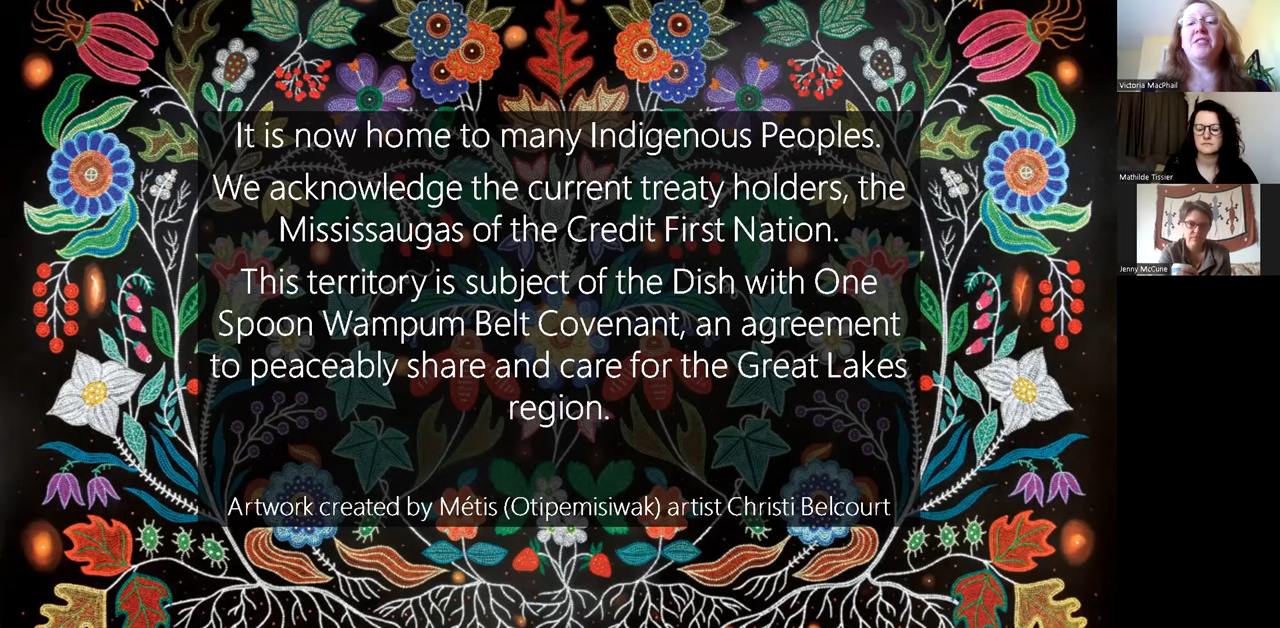 It is now home to many Indigenous Peoples.
We acknowledge the current treaty holders, the
Mississaugas of the Credit First Nation.
This territory is subject of the Dish with One
Spoon Wampum Belt Covenant, an agreement
to peaceably share and care for the Great Lakes
region.
Artwork created by Métis (Otipemisiwak) artist Christi Belcourt
Victoria MacPhail
Mathilde Tissier
Jenny McCune